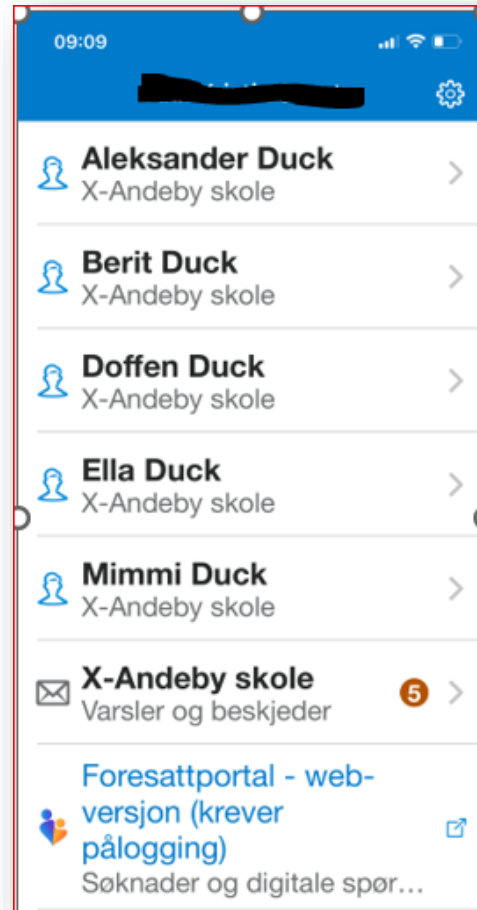 09:09
Aleksander Duck
X-Andeby skole
Berit Duck
X-Andeby skole
Doffen Duck
X-Andeby skole
Ella Duck
X-Andeby skole
Mimmi Duck
X-Andeby skole
X-Andeby skole
5
Varsler og beskjeder
Foresattportal - web-
versjon (krever
pålogging)
Søknader og digitale spør...